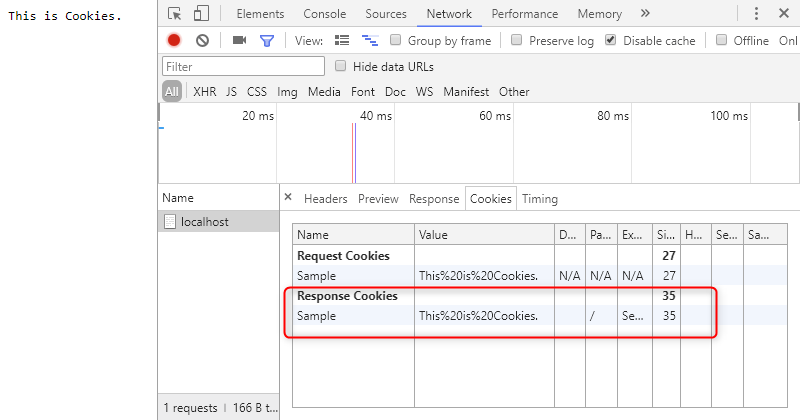 This is Cookies.
Elements Console Sources Network Performance Memory »
View: Group by frame Preserve log Disable cache Offline Onl
Filter Hide data URLs
All XHR JS CSS Img Media Font Doc WS Manifest Other
20 ms 40 ms 60 ms 80 ms 100 ms
Name
localhost
× Headers Preview Response Cookies Timing
Name Value D... Pa... Ex... Si... H... Se... Sa...
Request Cookies 27
Sample This%20is%20Cookies. N/A N/A N/A 27
Response Cookies 35
Sample This%20is%20Cookies. / Se... 35
1 requests 166 B t...